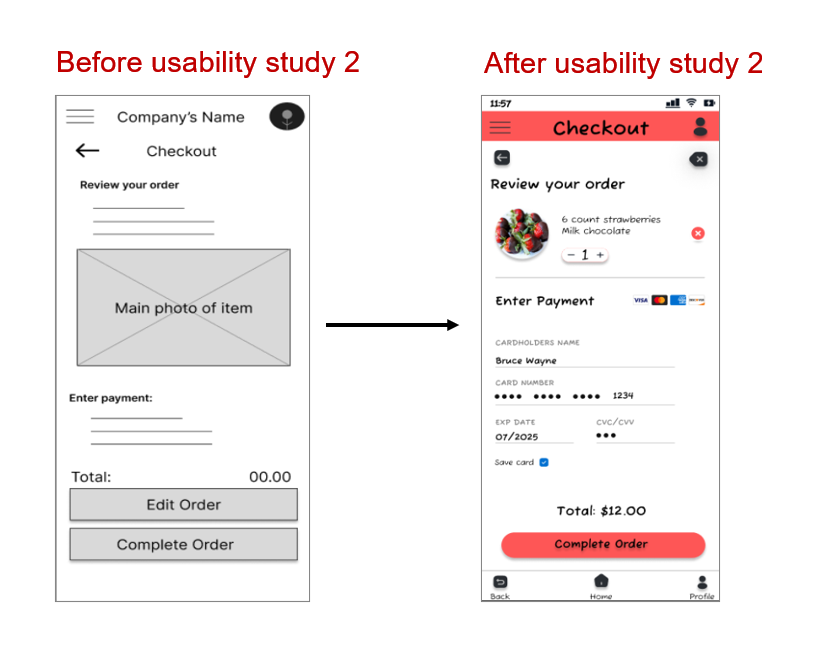 Before usability study 2
Company's Name
Checkout
Review your order
Main photo of item
Enter payment:
Total: 00.00
Edit Order
Complete Order
After usability study 2
11:57
Checkout
Review your order
6 count strawberries
Milk chocolate
− 1 +
Enter Payment VISA
CARDHOLDERS NAME
Bruce Wayne
CARD NUMBER
•••• •••• •••• 1234
EXP DATE CVC/CVV
07/2025 •••
Save card
Total: $12.00
Complete Order
Back Home Profile